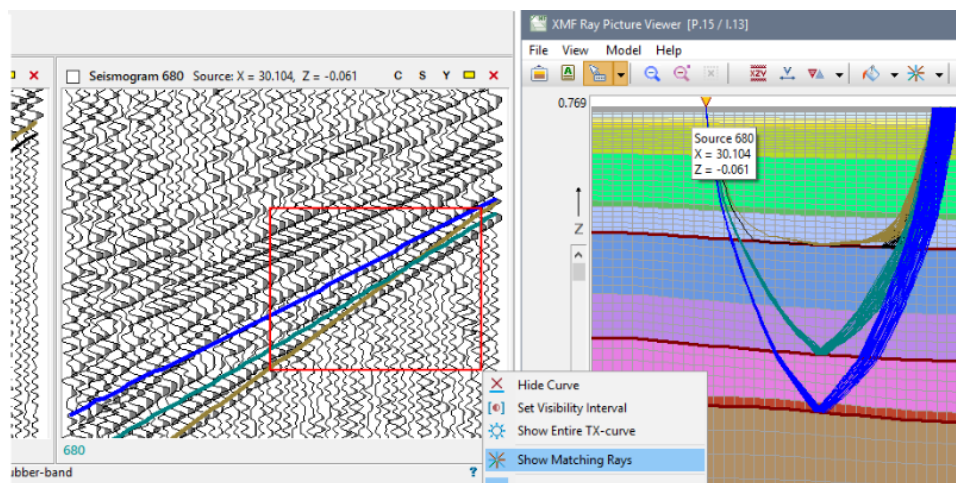 Seismogram 680 Source: X = 30.104, Z = -0.061 C S Y
680
ubber-band ?
Hide Curve
Set Visibility Interval
Show Entire TX-curve
Show Matching Rays
XMF Ray Picture Viewer [P.15 / I.13]
File View Model Help
A XZV V
0.769
Source 680
X = 30.104
Z = -0.061
Z